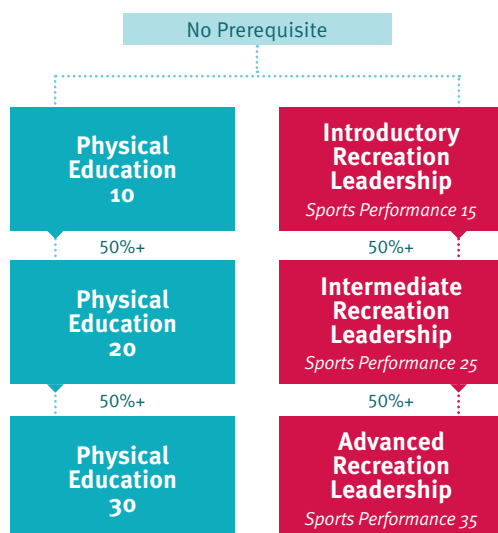 No Prerequisite
Physical
Education
10
50%+
Physical
Education
20
50%+
Physical
Education
30
Introductory
Recreation
Leadership
Sports Performance 15
50%+
Intermediate
Recreation
Leadership
Sports Performance 25
50%+
Advanced
Recreation
Leadership
Sports Performance 35